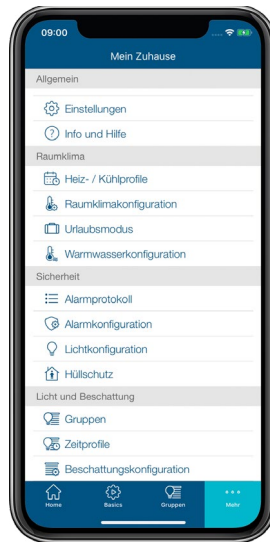 09:00
Mein Zuhause
Allgemein
Einstellungen
Info und Hilfe
Raumklima
Heiz- / Kühlprofile
Raumklimakonfiguration
Urlaubsmodus
Warmwasserkonfiguration
Sicherheit
Alarmprotokoll
Alarmkonfiguration
Lichtkonfiguration
Hüllschutz
Licht und Beschattung
Gruppen
Zeitprofile
Beschattungskonfiguration
Home Basics Gruppen Mehr